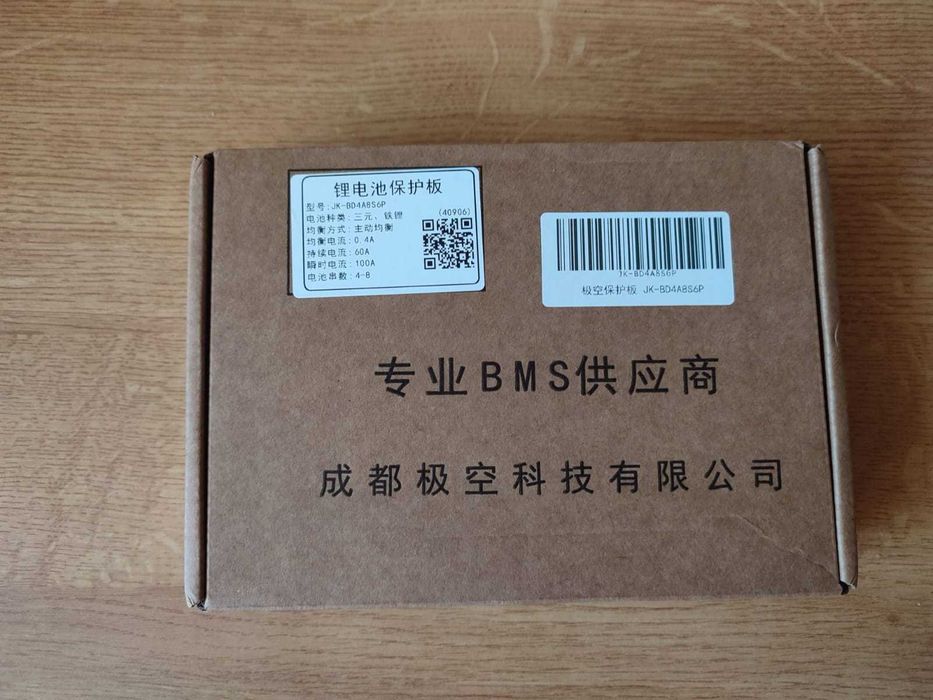 锂电池保护板
型号:JK-BD4A8S6P
电池种类:三元、铁锂
(40906)
均衡方式:主动均衡
均衡电流:0.4A
持续电流:60A
瞬时电流:100A
电池串数:4-8
JK-BD4A8S6P
极空保护板 JK-BD4A8S6P
专业BMS供应商
成都极空科技有限公司